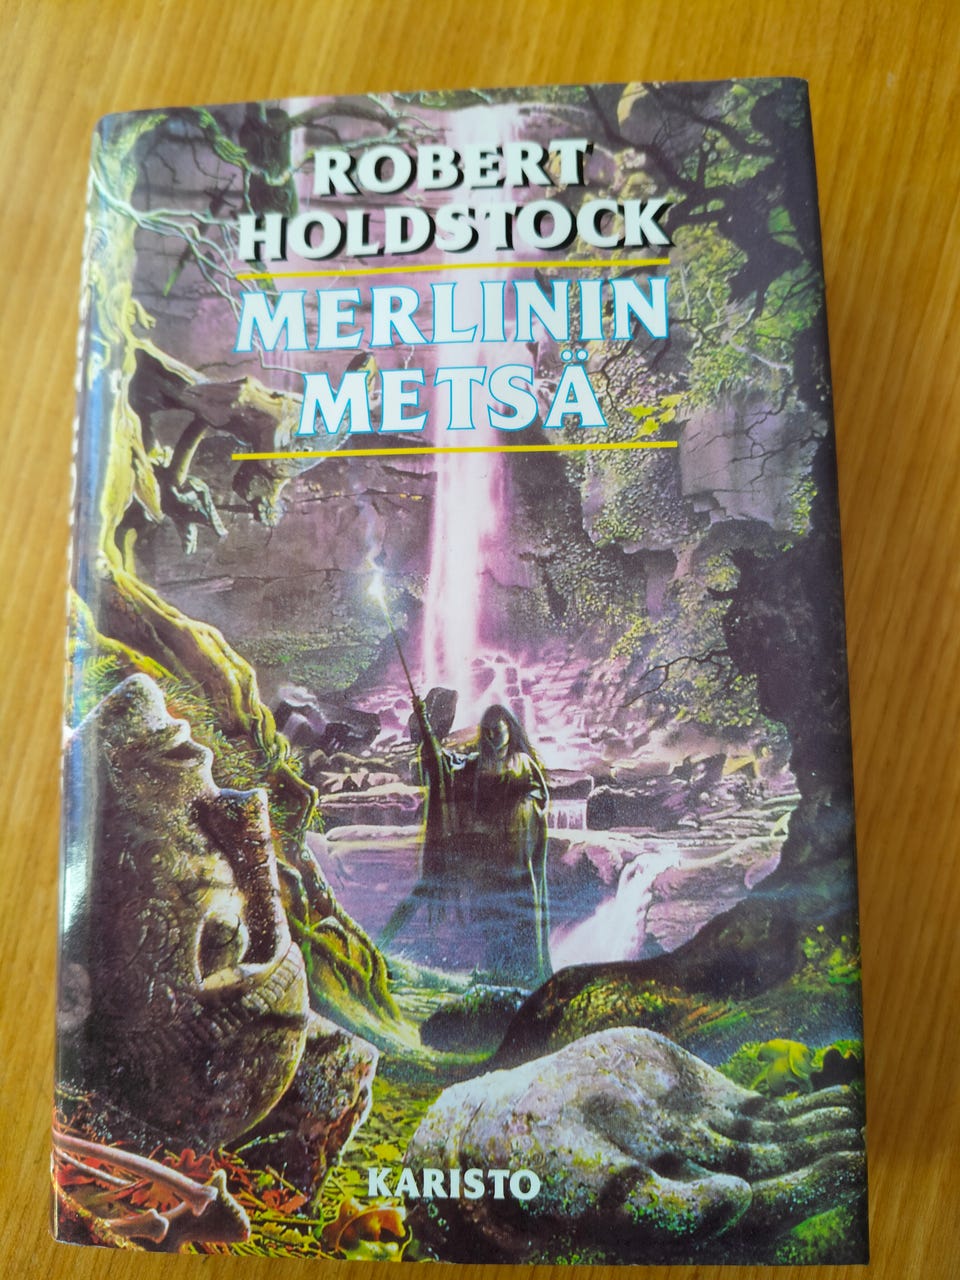 ROBERT
HOLDSTOCK
MERLININ
METSÄ
KARISTO